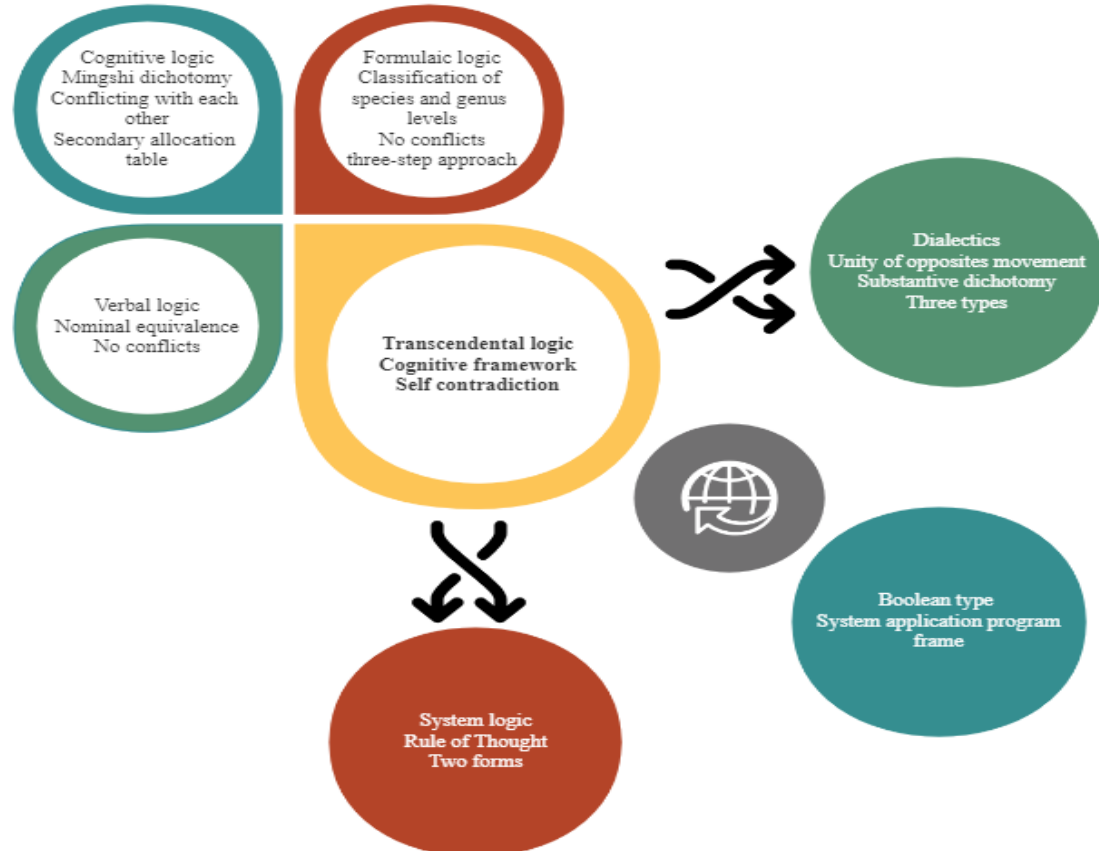 Cognitive logic
Mingshi dichotomy
Conflicting with each
other
Secondary allocation
table
Formulaic logic
Classification of
species and genus
levels
No conflicts
three-step approach
Verbal logic
Nominal equivalence
No conflicts
Transcendental logic
Cognitive framework
Self contradiction
Dialectics
Unity of opposites movement
Substantive dichotomy
Three types
Boolean type
System application program
frame
System logic
Rule of Thought
Two forms